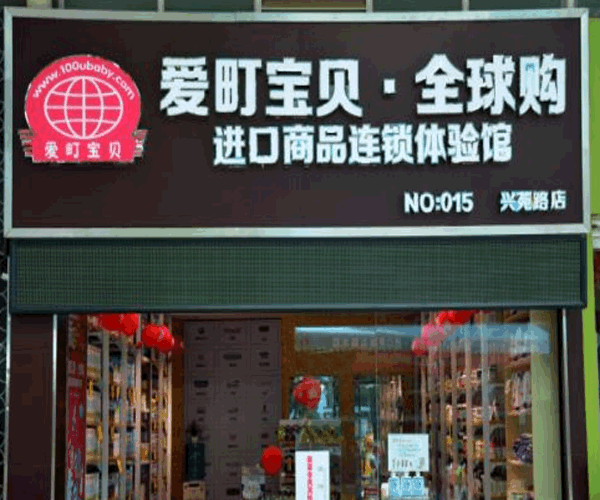 www.100ubaby.com
爱町宝贝
爱町宝贝·全球购
进口商品连锁体验馆
NO:015 兴苑路店